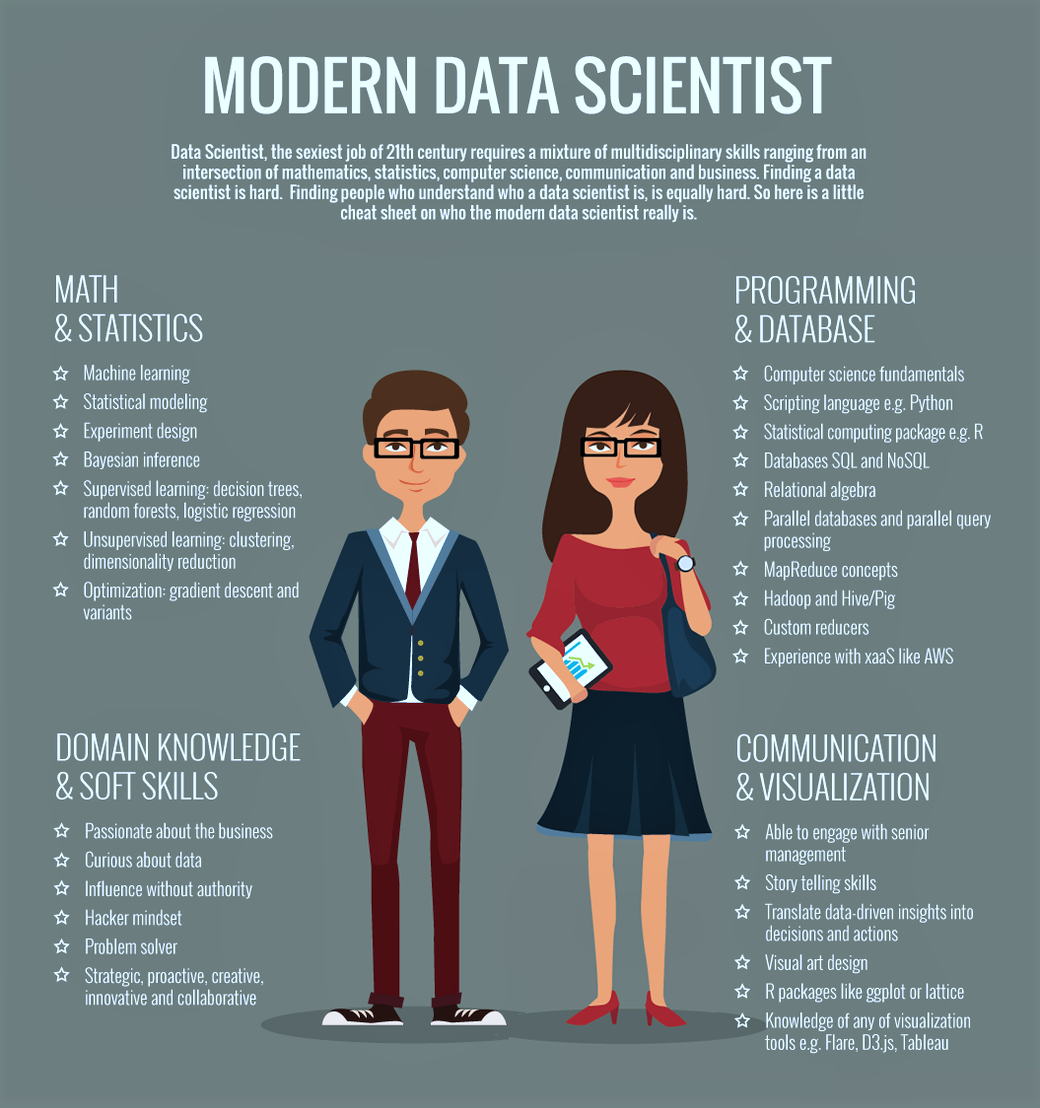 MODERN DATA SCIENTIST
Data Scientist, the sexiest job of 21th century requires a mixture of multidisciplinary skills ranging from an
intersection of mathematics, statistics, computer science, communication and business. Finding a data
scientist is hard. Finding people who understand who a data scientist is, is equally hard. So here is a little
cheat sheet on who the modern data scientist really is.
MATH
& STATISTICS
Machine learning
Statistical modeling
Experiment design
Bayesian inference
Supervised learning: decision trees,
random forests, logistic regression
Unsupervised learning: clustering,
dimensionality reduction
Optimization: gradient descent and
variants
PROGRAMMING
& DATABASE
Computer science fundamentals
Scripting language e.g. Python
Statistical computing package e.g. R
Databases SQL and NoSQL
Relational algebra
Parallel databases and parallel query
processing
MapReduce concepts
Hadoop and Hive/Pig
Custom reducers
Experience with xaaS like AWS
DOMAIN KNOWLEDGE
& SOFT SKILLS
Passionate about the business
Curious about data
Influence without authority
Hacker mindset
Problem solver
Strategic, proactive, creative,
innovative and collaborative
COMMUNICATION
& VISUALIZATION
Able to engage with senior
management
Story telling skills
Translate data-driven insights into
decisions and actions
Visual art design
R packages like ggplot or lattice
Knowledge of any of visualization
tools e.g. Flare, D3.js, Tableau